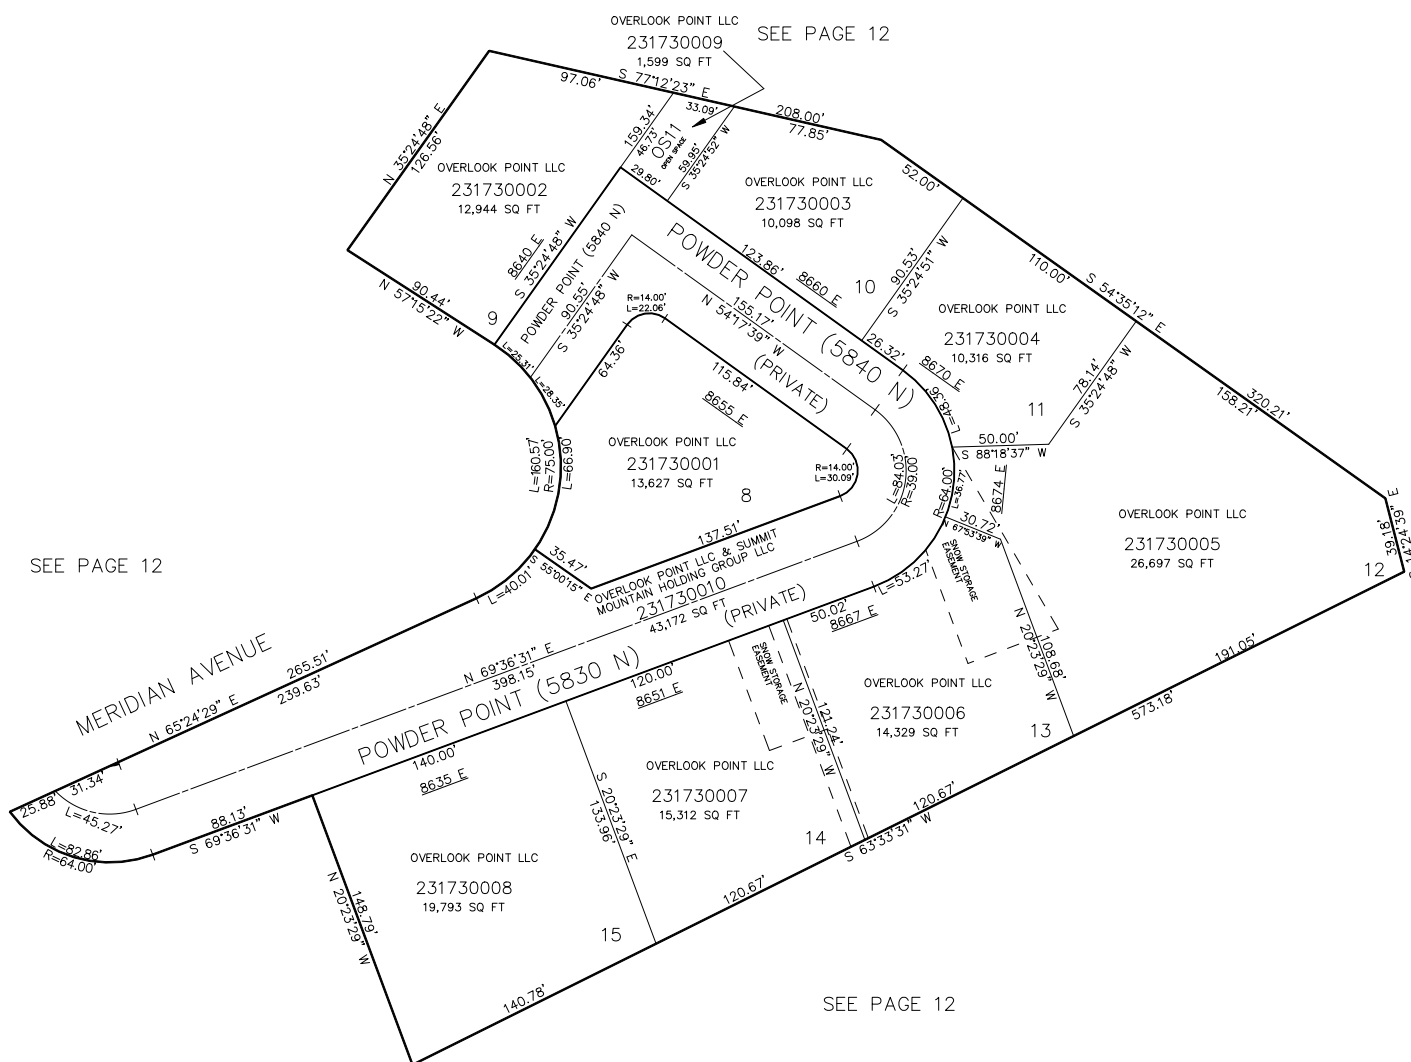 OVERLOOK POINT LLC
231730009
1,599 SQ FT
SEE PAGE 12
97.06'
S 77°12'23" E
208.00'
33.09'
77.85'
N 35°24'48" E
126.56'
159.34'
46.73'
OS11
OPEN SPACE
59.95'
S 35°24'52" W
29.80'
OVERLOOK POINT LLC
231730002
12,944 SQ FT
OVERLOOK POINT LLC
231730003
10,098 SQ FT
52.00'
110.00'
S 54°35'12" E
320.21'
158.21'
90.53'
S 35°24'51" W
8640 E
S 35°24'48" W
POWDER POINT (5840 N)
90.55'
S 35°24'48" W
POWDER POINT (5840 N)
123.86'
8660 E
10
155.17'
N 54°17'39" W
(PRIVATE)
26.32'
8670 E
L=48.36'
OVERLOOK POINT LLC
231730004
10,316 SQ FT
11
78.14'
S 35°24'48" W
90.44'
N 57°15'22" W
9
L=25.31'
L=28.35'
R=14.00'
L=22.06'
64.36'
115.84'
8655 E
OVERLOOK POINT LLC
231730001
13,627 SQ FT
8
R=14.00'
L=30.09'
L=84.03'
R=39.00'
R=64.00'
L=36.77'
50.00'
S 88°18'37" W
8674 E
30.72'
N 67°53'39" W
SNOW STORAGE
EASEMENT
OVERLOOK POINT LLC
231730005
26,697 SQ FT
12
39.18'
S 14°24'39" E
L=160.57'
R=75.00'
L=66.90'
137.51'
35.47'
S 55°00'15" E
OVERLOOK POINT LLC & SUMMIT
MOUNTAIN HOLDING GROUP LLC
231730010
43,172 SQ FT
(PRIVATE)
L=40.01'
L=53.27'
50.02'
8667 E
SEE PAGE 12
MERIDIAN AVENUE
265.51'
239.63'
N 65°24'29" E
N 69°36'31" E
398.15'
POWDER POINT (5830 N)
120.00'
8651 E
SNOW STORAGE
EASEMENT
N 20°23'29" W
121.24'
OVERLOOK POINT LLC
231730006
14,329 SQ FT
13
108.68'
N 20°23'29" W
191.05'
573.18'
140.00'
8635 E
31.34'
25.88'
L=45.27'
L=82.86'
R=64.00'
88.13'
S 69°36'31" W
S 20°23'29" E
133.96'
OVERLOOK POINT LLC
231730007
15,312 SQ FT
14
120.67'
S 63°33'31" W
120.67'
OVERLOOK POINT LLC
231730008
19,793 SQ FT
15
148.79'
N 20°23'29" W
140.78'
SEE PAGE 12